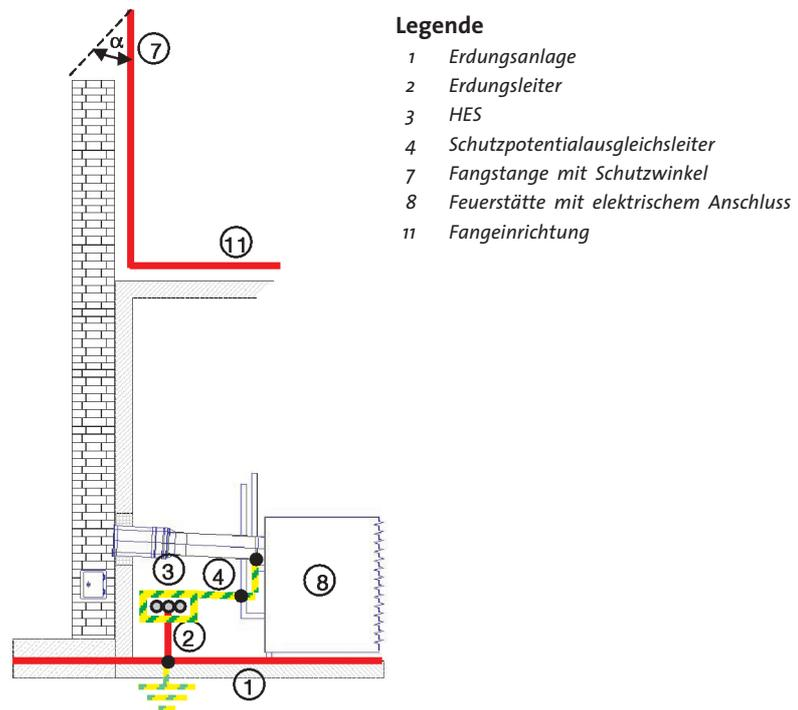 Legende
1 Erdungsanlage
2 Erdungsleiter
3 HES
4 Schutzpotentialausgleichsleiter
7 Fangstange mit Schutzwinkel
8 Feuerstätte mit elektrischem Anschluss
11 Fangeinrichtung
α
7
11
3
4
8
2
1